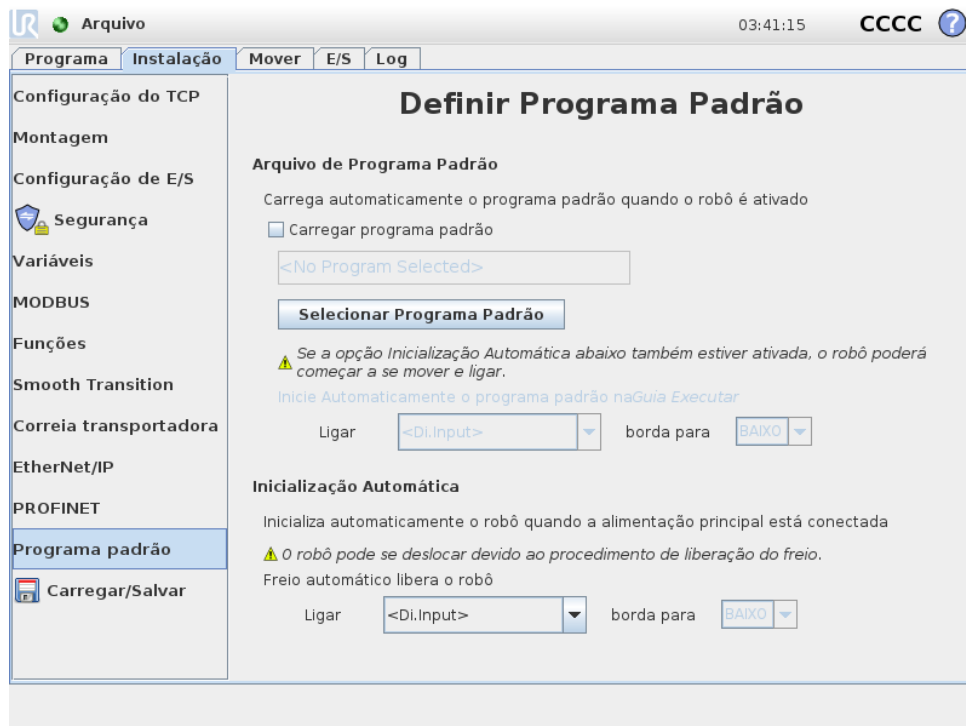 UR Arquivo 03:41:15 CCCC ?
Programa Instalação Mover E/S Log
Configuração do TCP
Montagem
Configuração de E/S
Segurança
Variáveis
MODBUS
Funções
Smooth Transition
Correia transportadora
EtherNet/IP
PROFINET
Programa padrão
Carregar/Salvar
Definir Programa Padrão
Arquivo de Programa Padrão
Carrega automaticamente o programa padrão quando o robô é ativado
Carregar programa padrão
<No Program Selected>
Selecionar Programa Padrão
Se a opção Inicialização Automática abaixo também estiver ativada, o robô poderá
começar a se mover e ligar.
Inicie Automaticamente o programa padrão naGuia Executar
Ligar <Di.Input> borda para BAIXO
Inicialização Automática
Inicializa automaticamente o robô quando a alimentação principal está conectada
O robô pode se deslocar devido ao procedimento de liberação do freio.
Freio automático libera o robô
Ligar <Di.Input> borda para BAIXO